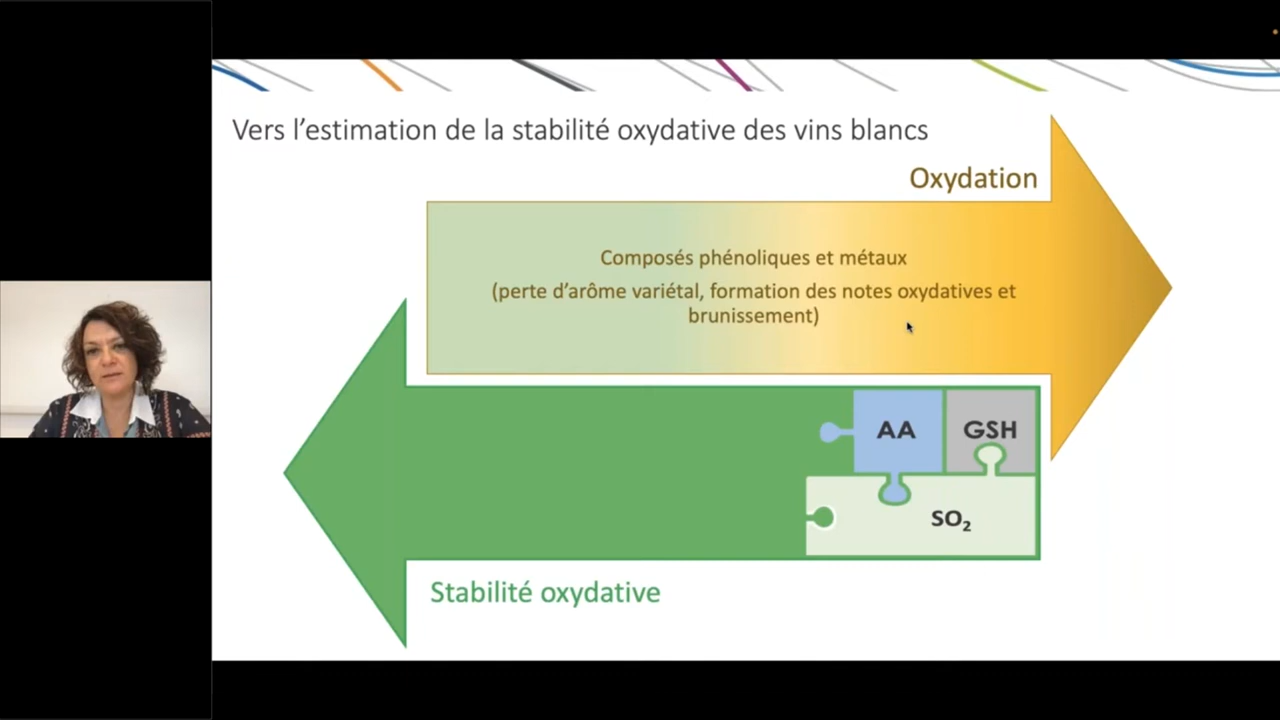 Vers l’estimation de la stabilité oxydative des vins blancs
Oxydation
Composés phénoliques et métaux
(perte d’arôme variétal, formation des notes oxydatives et
brunissement)
AA
GSH
SO₂
Stabilité oxydative